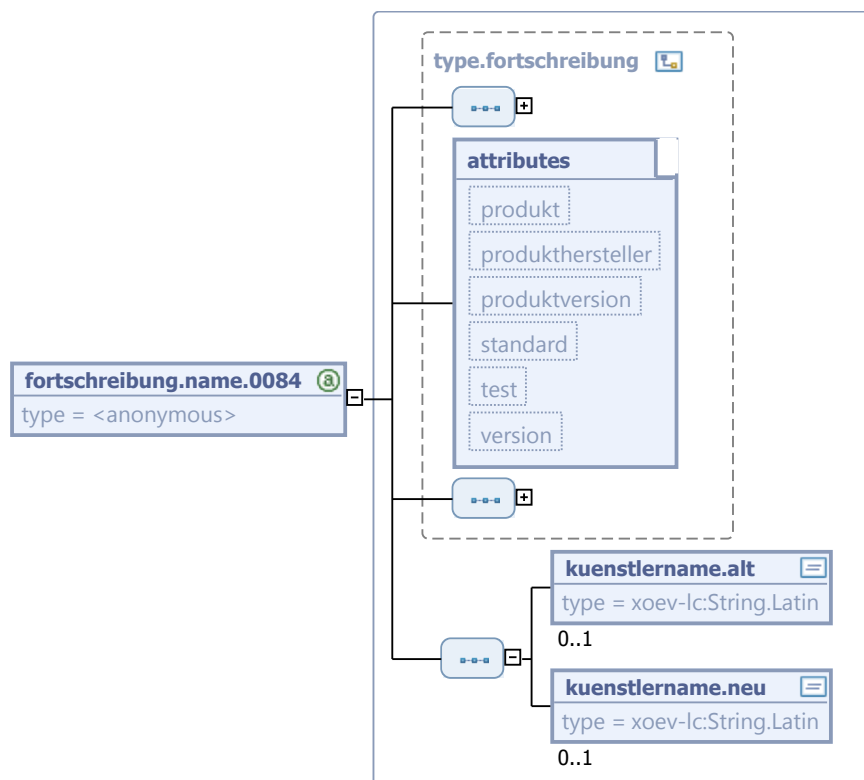 type.fortschreibung
attributes
produkt
produkthersteller
produktversion
standard
test
version
fortschreibung.name.0084 a
type = <anonymous>
kuenstlername.alt
type = xoev-lc:String.Latin
0..1
kuenstlername.neu
type = xoev-lc:String.Latin
0..1